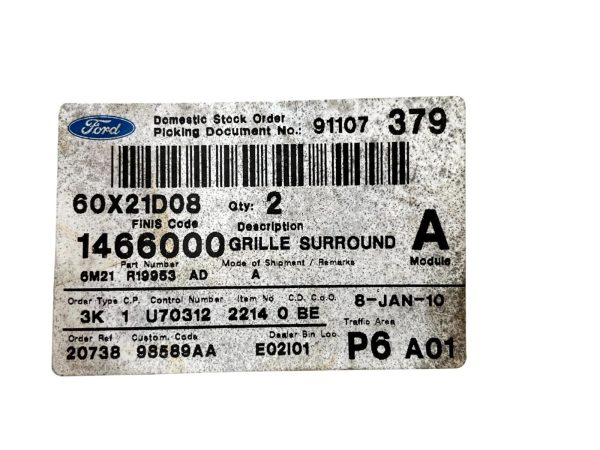 Ford
Domestic Stock Order
Picking Document No.: 91107 379
60X21D08 Qty: 2
FINIS Code Description
1466000 GRILLE SURROUND A
Part Number Mode of Shipment / Remarks Module
6M21 R19953 AD A
Order Type C.P. Control Number Item No C.D. C.o.O. 8-JAN-10
3K 1 U70312 2214 0 BE
Traffic Area
Order Ref Custom. Code Dealer Bin Loc P6 A01
20738 98589AA E02I01